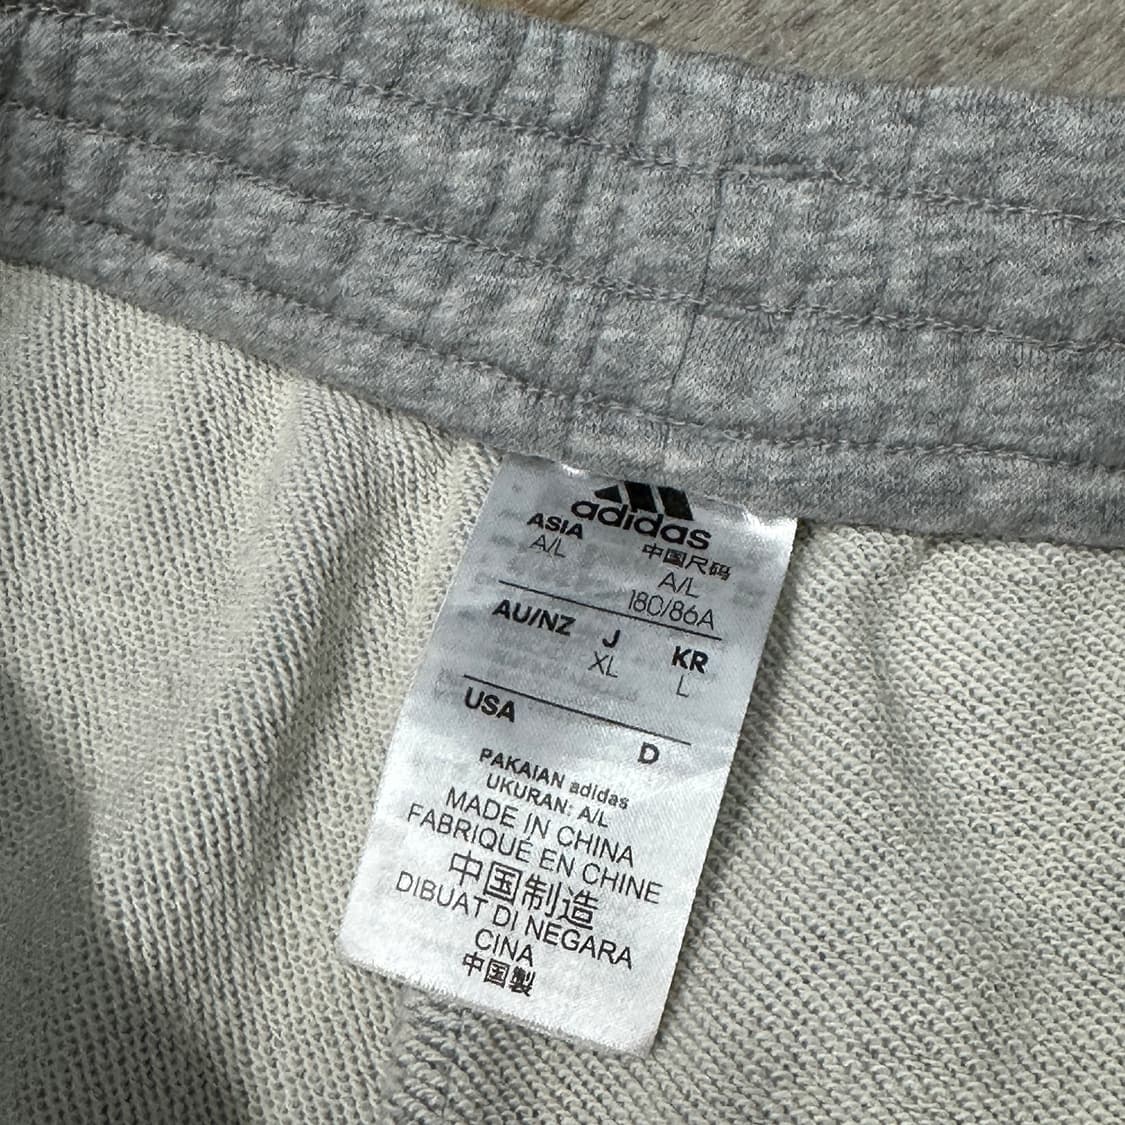 adidas
ASIA 中国尺码
A/L A/L
180/86A
AU/NZ J KR
XL L
USA D
PAKAIAN adidas
UKURAN: A/L
MADE IN CHINA
FABRIQUÉ EN CHINE
中国制造
DIBUAT DI NEGARA
CINA
中国製